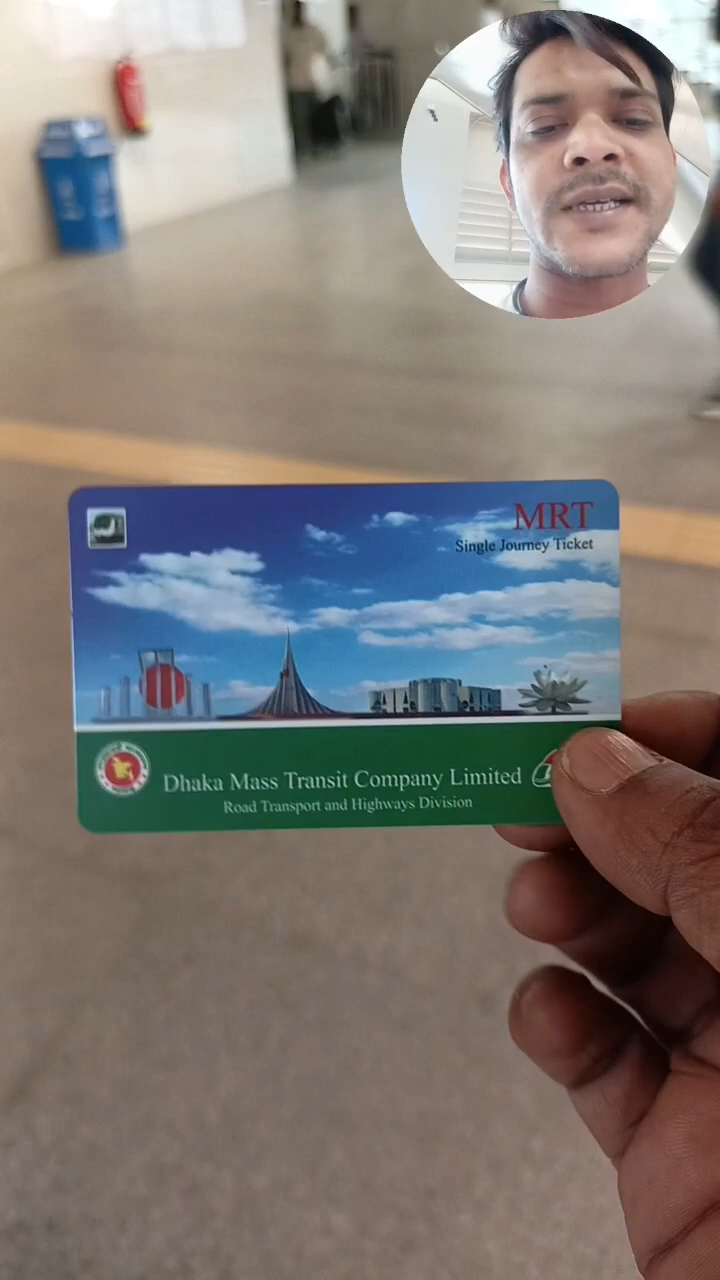 MRT
Single Journey Ticket
Dhaka Mass Transit Company Limited
Road Transport and Highways Division